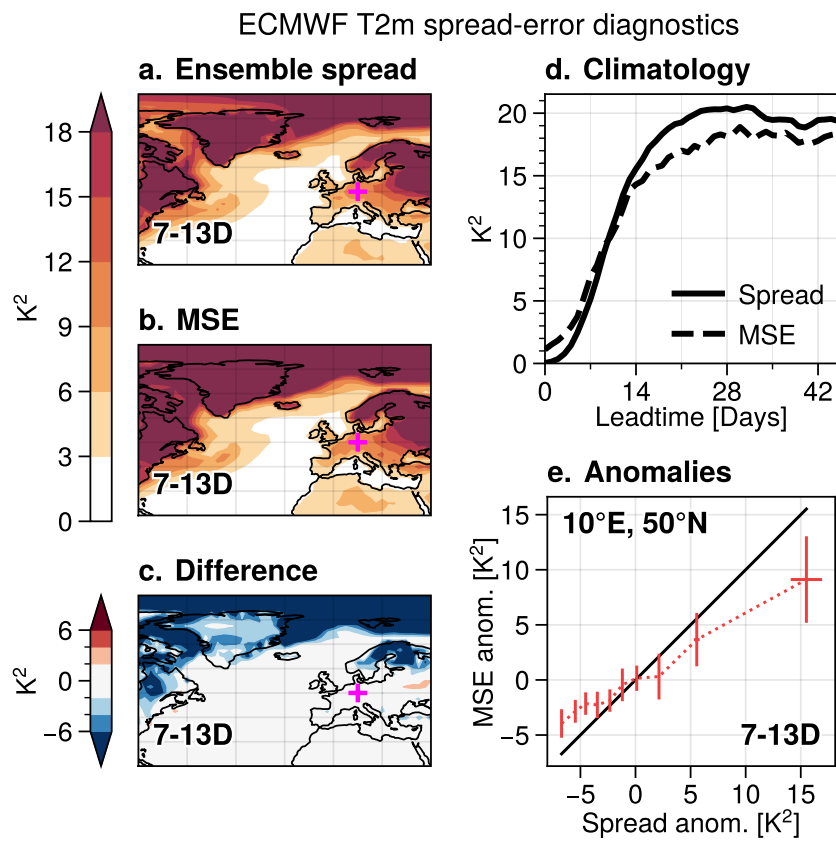 ECMWF T2m spread-error diagnostics
a. Ensemble spread
18
15
12
9
6
3
0
K²
7-13D
b. MSE
7-13D
c. Difference
6
0
−6
K²
7-13D
d. Climatology
20
15
10
5
0
K²
Spread
MSE
0 14 28 42
Leadtime [Days]
e. Anomalies
15
10
5
0
−5
MSE anom. [K²]
10°E, 50°N
7-13D
−5 0 5 10 15
Spread anom. [K²]